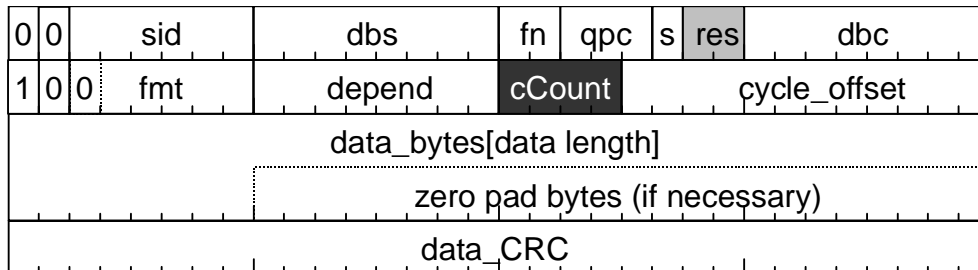 0 0 sid dbs fn qpc s res dbc
1 0 0 fmt depend cCount cycle_offset
data_bytes[data length]
zero pad bytes (if necessary)
data_CRC